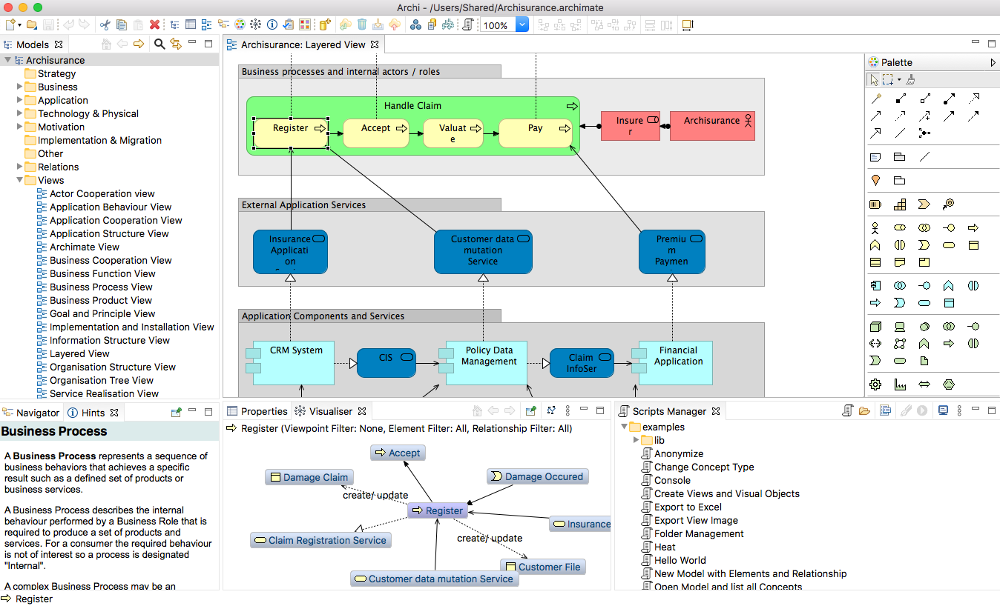 Archi - /Users/Shared/Archisurance.archimate
100%
Models
Archisurance
Strategy
Business
Application
Technology & Physical
Motivation
Implementation & Migration
Other
Relations
Views
Actor Cooperation view
Application Behaviour View
Application Cooperation View
Application Structure View
Archimate View
Business Cooperation View
Business Function View
Business Process View
Business Product View
Goal and Principle View
Implementation and Installation View
Information Structure View
Layered View
Organisation Structure View
Organisation Tree View
Service Realisation View
Archisurance: Layered View
Business processes and internal actors / roles
Handle Claim
Register
Accept
Valuat
e
Pay
Insure
r
Archisurance
External Application Services
Insurance
Applicati
on
Customer data
mutation
Service
Premiu
m
Paymen
Application Components and Services
CRM System
CIS
Policy Data
Management
Claim
InfoSer
Financial
Application
Palette
Navigator
Hints
Business Process
A Business Process represents a sequence of
business behaviors that achieves a specific
result such as a defined set of products or
business services.
A Business Process describes the internal
behaviour performed by a Business Role that is
required to produce a set of products and
services. For a consumer the required behaviour
is not of interest so a process is designated
"Internal".
A complex Business Process may be an
Register
Properties
Visualiser
Register (Viewpoint Filter: None, Element Filter: All, Relationship Filter: All)
Accept
Damage Claim
Damage Occured
create/ update
Register
Insurance
Claim Registration Service
create/ update
Customer File
Customer data mutation Service
Scripts Manager
examples
lib
Anonymize
Change Concept Type
Console
Create Views and Visual Objects
Export to Excel
Export View Image
Folder Management
Heat
Hello World
New Model with Elements and Relationship
Open Model and list all Concepts